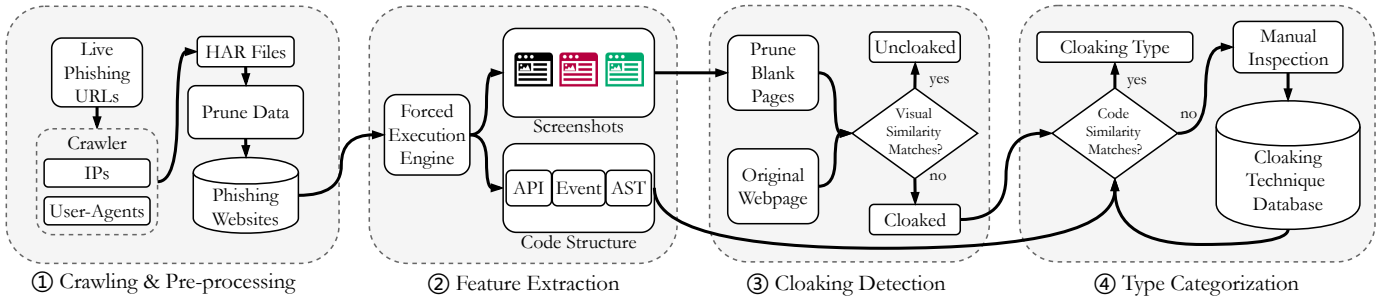 Live
Phishing
URLs
Crawler
IPs
User-Agents
HAR Files
Prune Data
Phishing
Websites
① Crawling & Pre-processing
Forced
Execution
Engine
Screenshots
API
Event
AST
Code Structure
② Feature Extraction
Prune
Blank
Pages
Original
Webpage
Uncloaked
yes
Visual
Similarity
Matches?
no
Cloaked
③ Cloaking Detection
Cloaking Type
yes
Code
Similarity
Matches?
no
Manual
Inspection
Cloaking
Technique
Database
④ Type Categorization